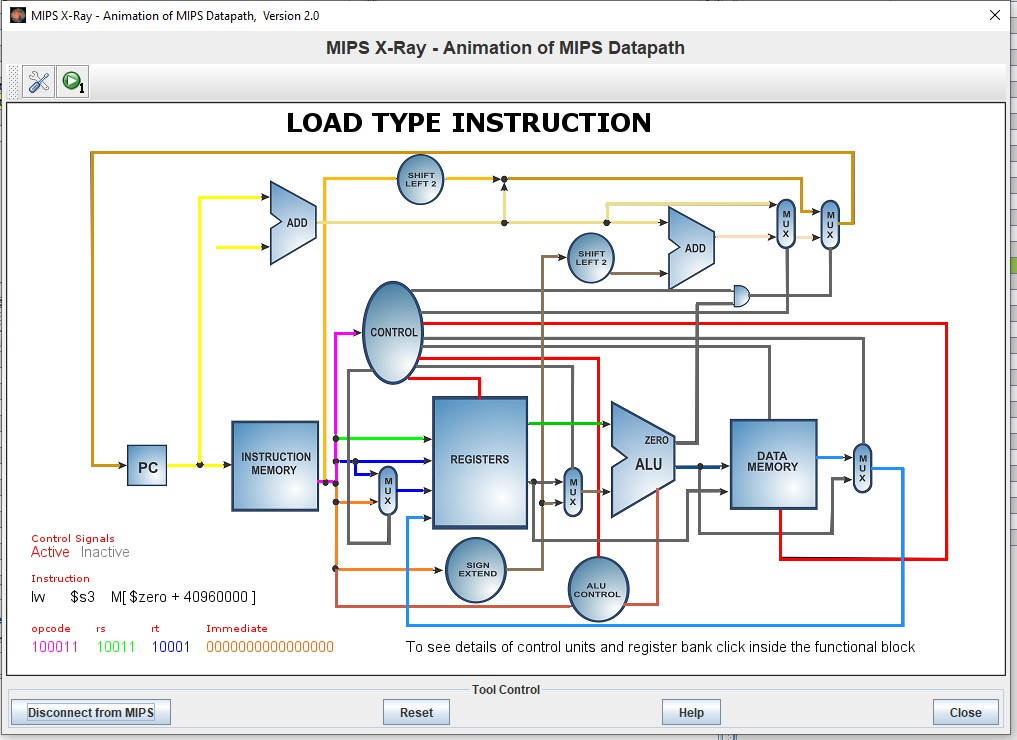 MIPS X-Ray - Animation of MIPS Datapath, Version 2.0
MIPS X-Ray - Animation of MIPS Datapath
1
LOAD TYPE INSTRUCTION
SHIFT
LEFT 2
ADD
MUX
MUX
ADD
SHIFT
LEFT 2
CONTROL
PC
INSTRUCTION
MEMORY
REGISTERS
MUX
MUX
ZERO
ALU
DATA
MEMORY
MUX
SIGN
EXTEND
ALU
CONTROL
Control Signals
Active Inactive
Instruction
lw $s3 M[ $zero + 40960000 ]
opcode rs rt Immediate
100011 10011 10001 0000000000000000
To see details of control units and register bank click inside the functional block
Tool Control
Disconnect from MIPS Reset Help Close